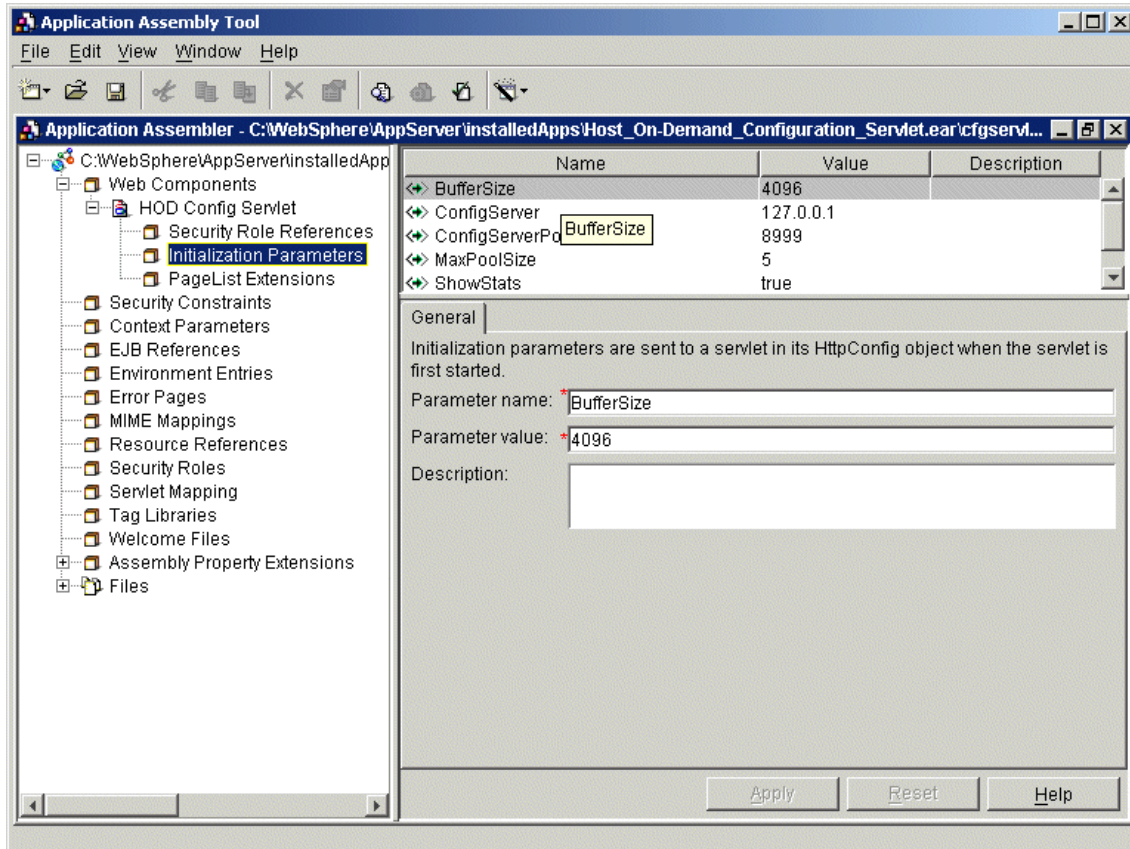 Application Assembly Tool
File Edit View Window Help
Application Assembler - C:\WebSphere\AppServer\installedApps\Host_On-Demand_Configuration_Servlet.ear\cfgservl...
C:\WebSphere\AppServer\installedApp
Web Components
HOD Config Servlet
Security Role References
Initialization Parameters
PageList Extensions
Security Constraints
Context Parameters
EJB References
Environment Entries
Error Pages
MIME Mappings
Resource References
Security Roles
Servlet Mapping
Tag Libraries
Welcome Files
Assembly Property Extensions
Files
Name Value Description
BufferSize 4096
ConfigServer 127.0.0.1
ConfigServerPo 8999
BufferSize
MaxPoolSize 5
ShowStats true
General
Initialization parameters are sent to a servlet in its HttpConfig object when the servlet is
first started.
Parameter name: *BufferSize
Parameter value: *4096
Description:
Apply Reset Help